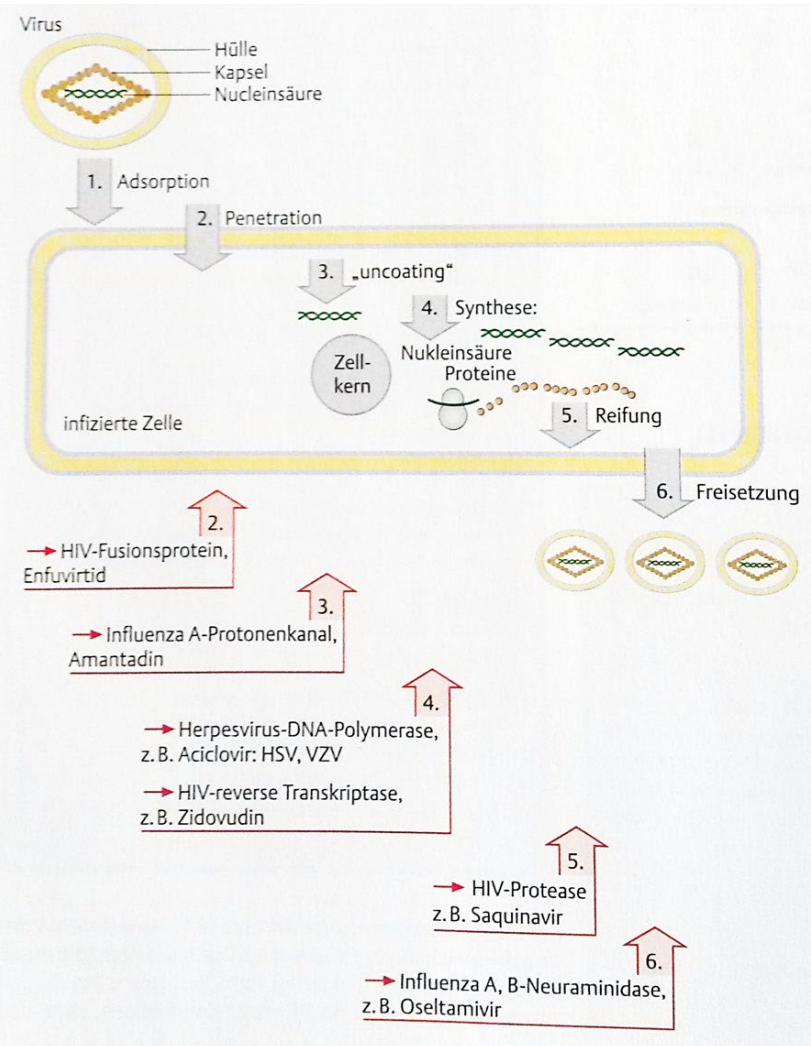 Virus
Hülle
Kapsel
Nucleinsäure
1. Adsorption
2. Penetration
3. „uncoating“
4. Synthese:
Nukleinsäure
Proteine
Zell-
kern
5. Reifung
infizierte Zelle
6. Freisetzung
2.
→ HIV-Fusionsprotein,
Enfuvirtid
3.
→ Influenza A-Protonenkanal,
Amantadin
4.
→ Herpesvirus-DNA-Polymerase,
z. B. Aciclovir: HSV, VZV
→ HIV-reverse Transkriptase,
z. B. Zidovudin
5.
→ HIV-Protease
z. B. Saquinavir
6.
→ Influenza A, B-Neuraminidase,
z. B. Oseltamivir